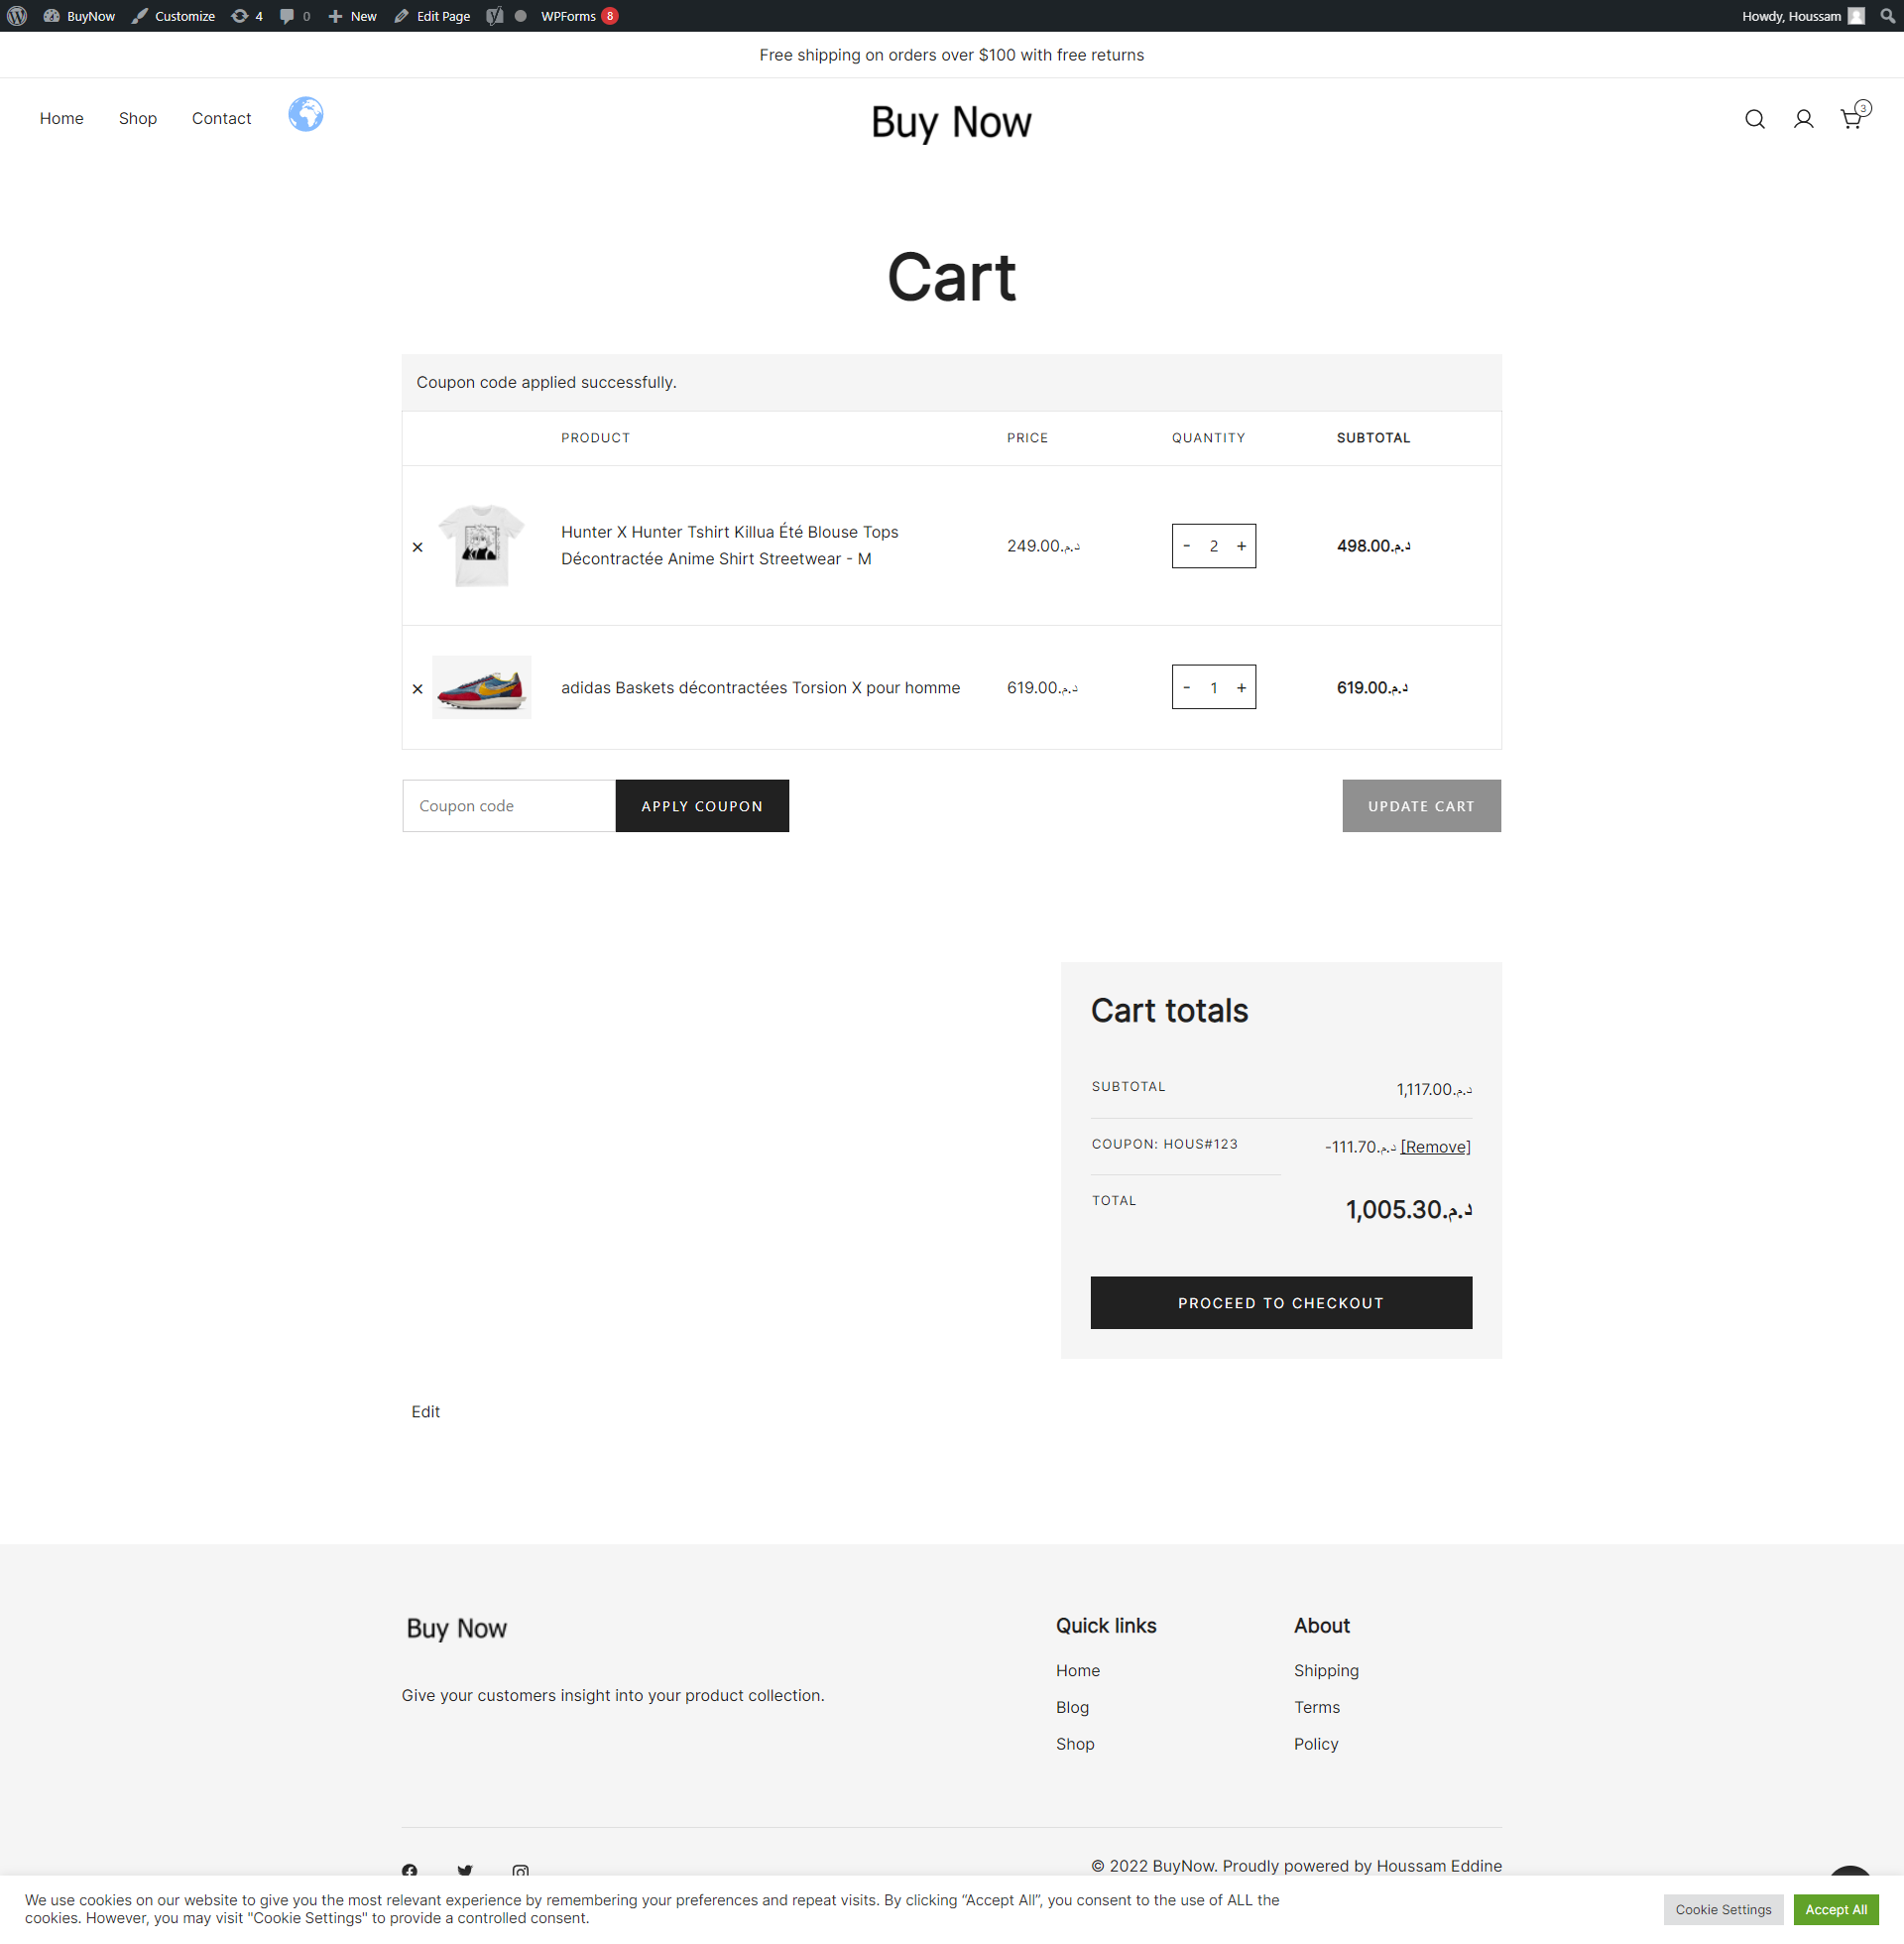 BuyNow Customize 4 0 New Edit Page WPForms 8 Howdy, Houssam
Free shipping on orders over $100 with free returns
Home Shop Contact Buy Now 3
Cart
Coupon code applied successfully.
PRODUCT PRICE QUANTITY SUBTOTAL
Hunter X Hunter Tshirt Killua Été Blouse Tops
Décontractée Anime Shirt Streetwear - M
249.00د.م. - 2 + 498.00د.م.
× adidas Baskets décontractées Torsion X pour homme 619.00د.م. - 1 + 619.00د.م.
Coupon code APPLY COUPON UPDATE CART
Cart totals
SUBTOTAL 1,117.00د.م.
COUPON: HOUS#123 -111.70د.م. [Remove]
TOTAL 1,005.30د.م.
PROCEED TO CHECKOUT
Edit
Buy Now
Give your customers insight into your product collection.
Quick links
Home
Blog
Shop
About
Shipping
Terms
Policy
© 2022 BuyNow. Proudly powered by Houssam Eddine
We use cookies on our website to give you the most relevant experience by remembering your preferences and repeat visits. By clicking “Accept All”, you consent to the use of ALL the
cookies. However, you may visit "Cookie Settings" to provide a controlled consent.
Cookie Settings Accept All